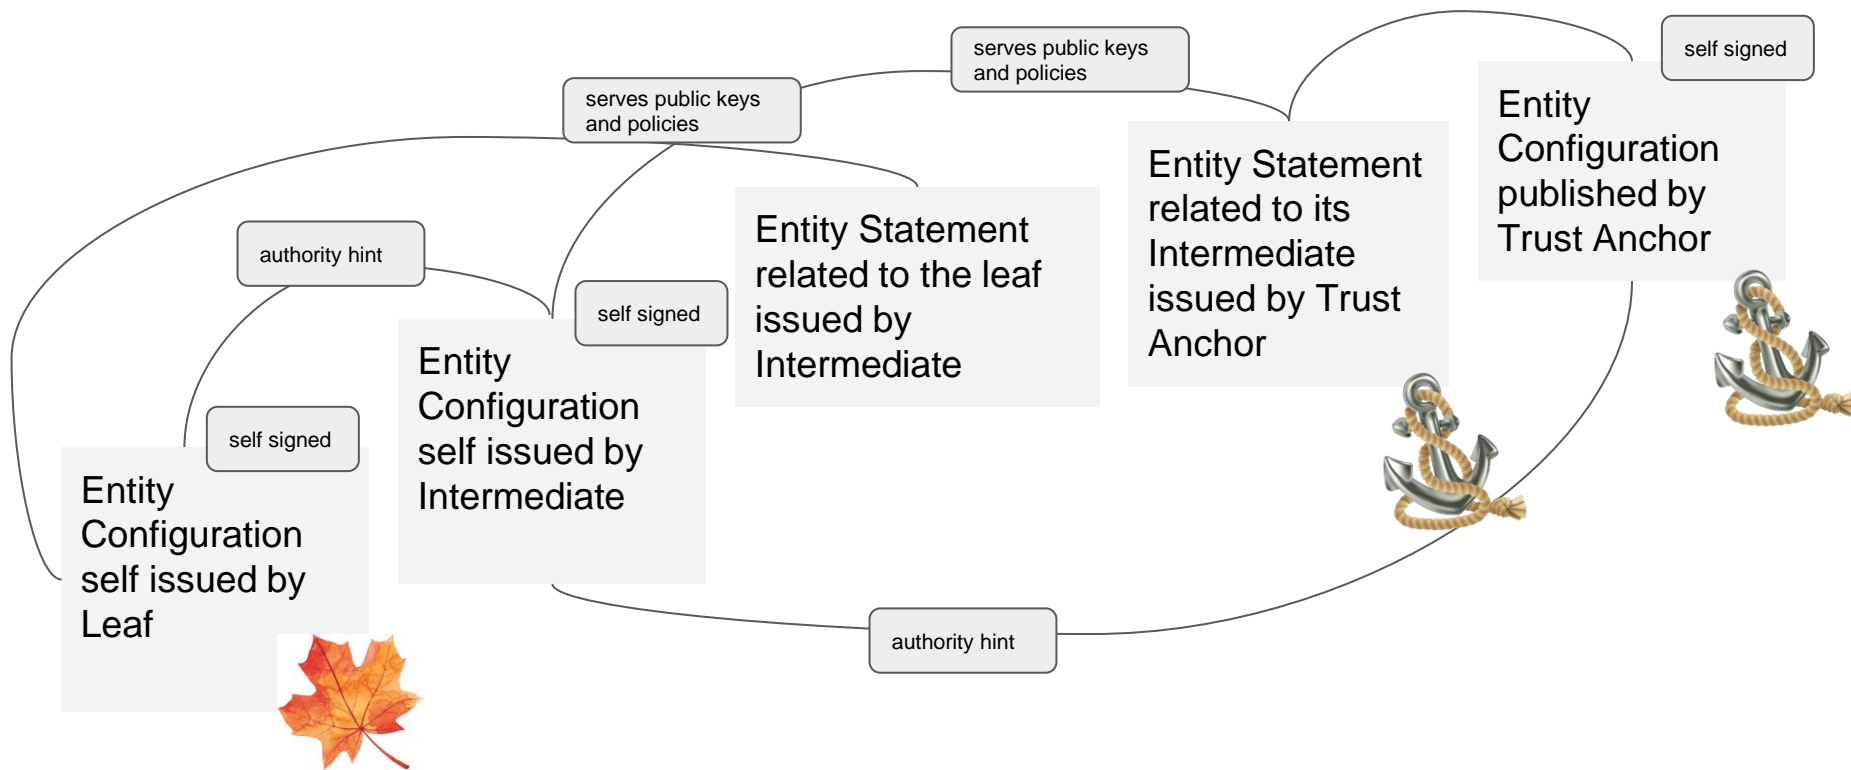 serves public keys
and policies
self signed
serves public keys
and policies
Entity
Configuration
published by
Trust Anchor
Entity Statement
related to its
Intermediate
issued by Trust
Anchor
Entity Statement
related to the leaf
issued by
Intermediate
authority hint
self signed
Entity
Configuration
self issued by
Intermediate
self signed
Entity
Configuration
self issued by
Leaf
authority hint